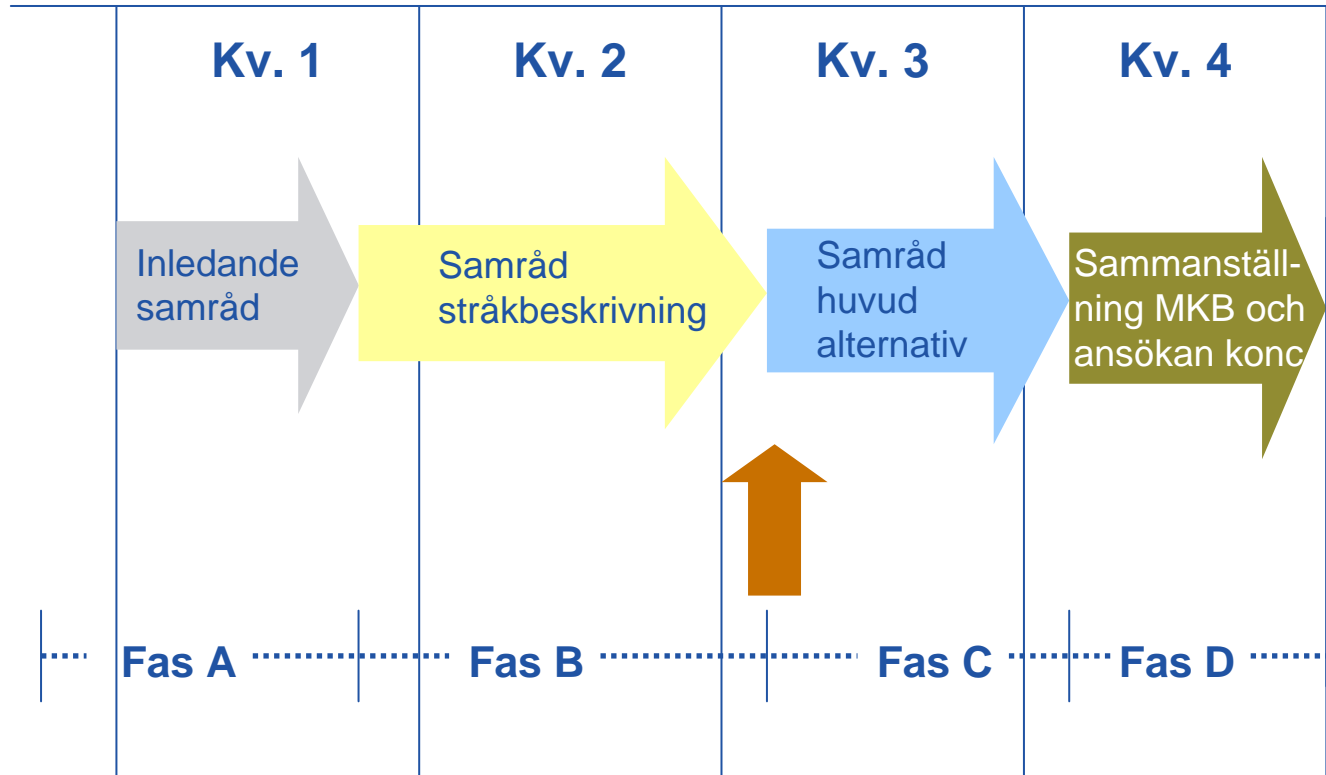 Kv. 1
Kv. 2
Kv. 3
Kv. 4
Inledande
samråd
Samråd
stråkbeskrivning
Samråd
huvud
alternativ
Sammanställ-
ning MKB och
ansökan konc
Fas A
Fas B
Fas C
Fas D